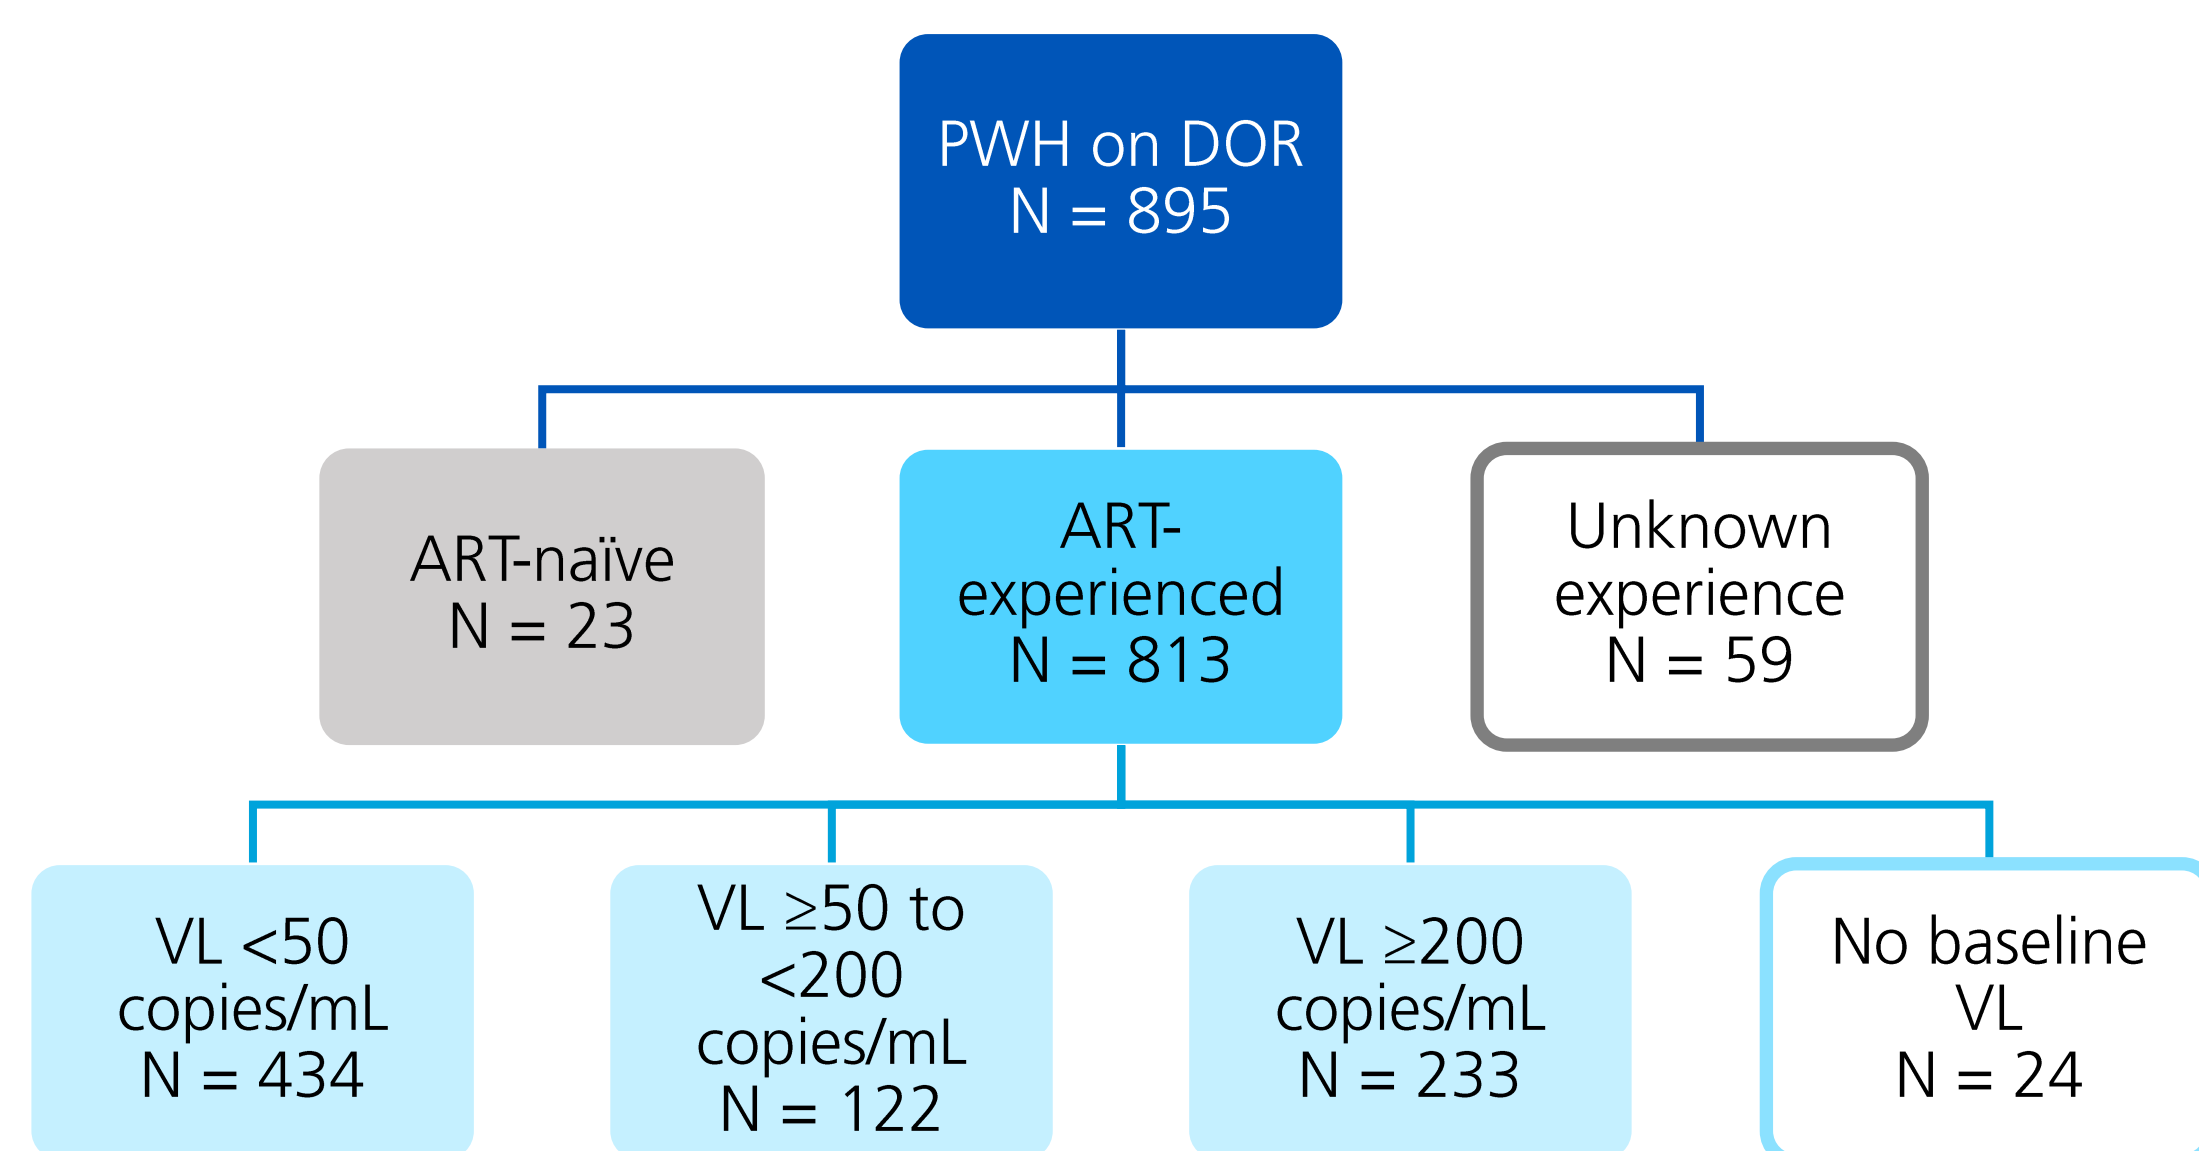 PWH on DOR
N = 895
ART-naïve
N = 23
ART-
experienced
N = 813
Unknown
experience
N = 59
VL <50
copies/mL
N = 434
VL ≥50 to
<200
copies/mL
N = 122
VL ≥200
copies/mL
N = 233
No baseline
VL
N = 24